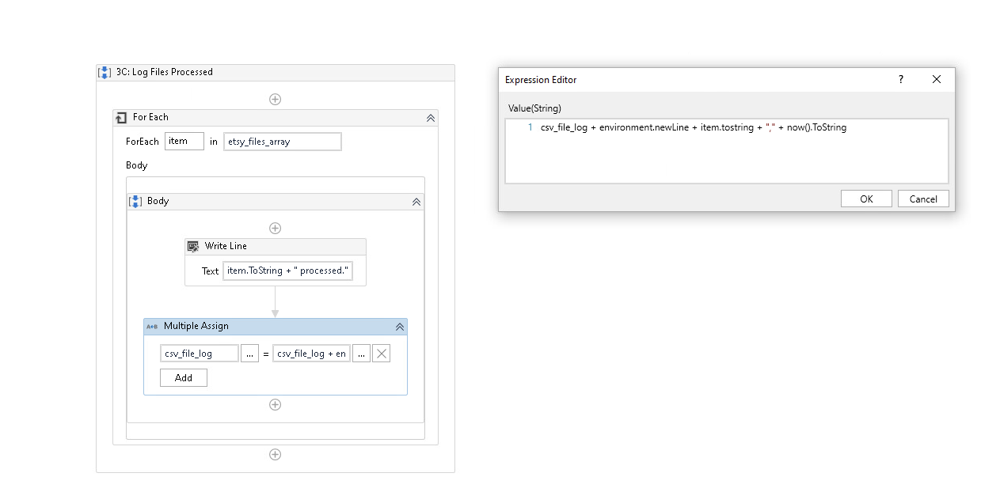 3C: Log Files Processed
For Each
ForEach item in etsy_files_array
Body
Body
Write Line
Text item.ToString + " processed."
A+B Multiple Assign
csv_file_log ... = csv_file_log + en ...
Add
Expression Editor ?
Value(String)
1 csv_file_log + environment.newLine + item.tostring + "," + now().ToString
OK Cancel